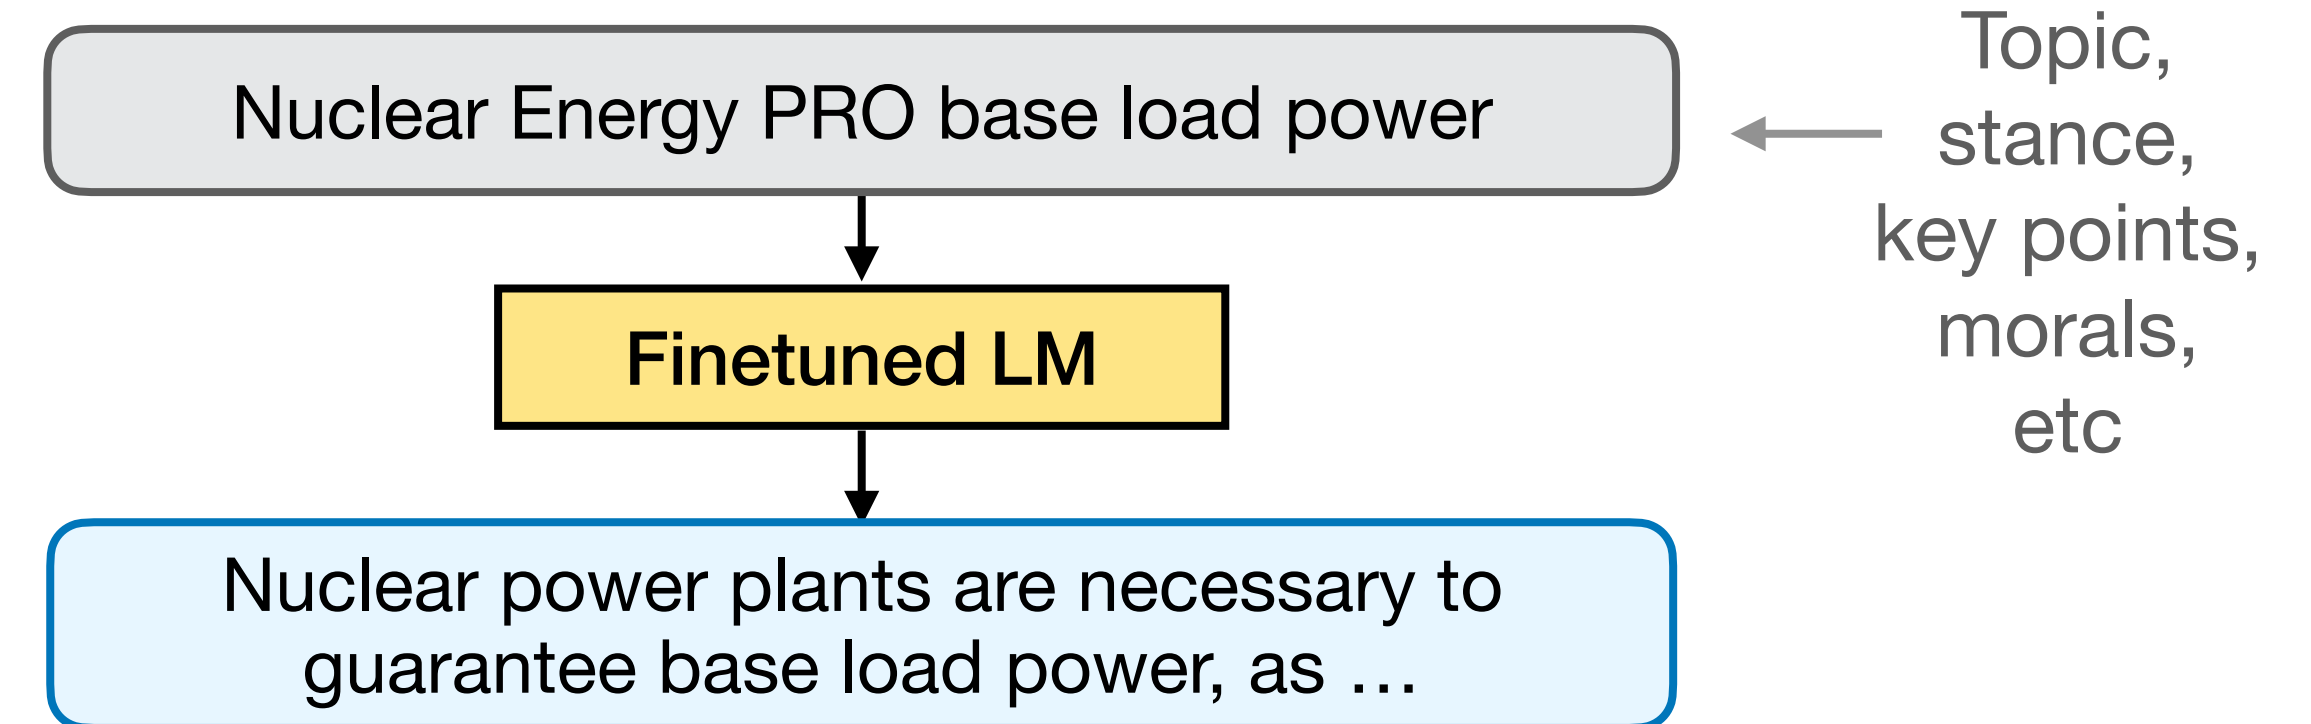 Nuclear Energy PRO base load power
Topic,
stance,
key points,
morals,
etc
Finetuned LM
Nuclear power plants are necessary to
guarantee base load power, as …